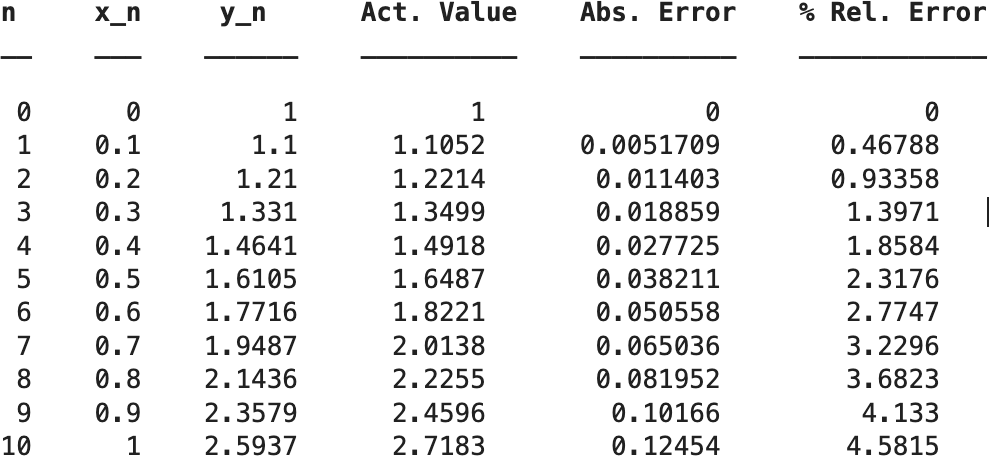 n x_n y_n Act. Value Abs. Error % Rel. Error
0 0 1 1 0 0
1 0.1 1.1 1.1052 0.0051709 0.46788
2 0.2 1.21 1.2214 0.011403 0.93358
3 0.3 1.331 1.3499 0.018859 1.3971
4 0.4 1.4641 1.4918 0.027725 1.8584
5 0.5 1.6105 1.6487 0.038211 2.3176
6 0.6 1.7716 1.8221 0.050558 2.7747
7 0.7 1.9487 2.0138 0.065036 3.2296
8 0.8 2.1436 2.2255 0.081952 3.6823
9 0.9 2.3579 2.4596 0.10166 4.133
10 1 2.5937 2.7183 0.12454 4.5815